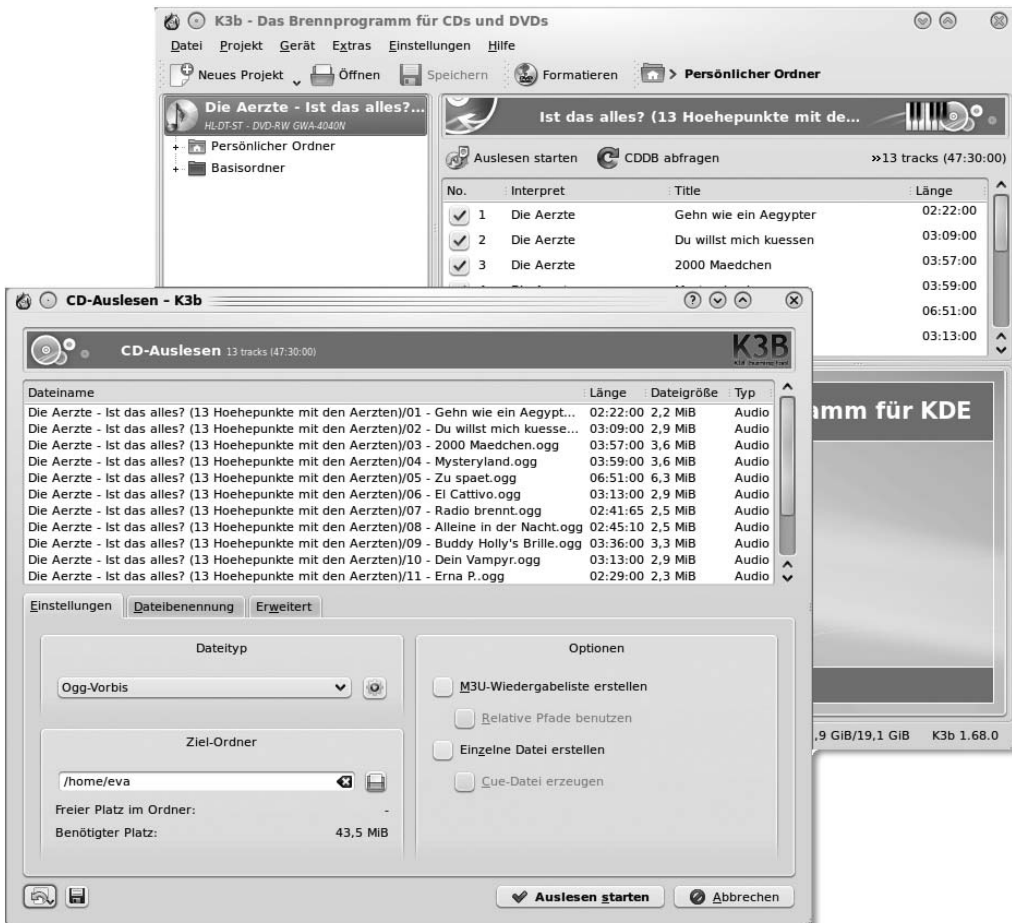 K3b - Das Brennprogramm für CDs und DVDs
Datei Projekt Gerät Extras Einstellungen Hilfe
Neues Projekt Öffnen Speichern Formatieren > Persönlicher Ordner
Die Aerzte - Ist das alles?...
HL-DT-ST - DVD-RW GWA-4040N
Persönlicher Ordner
Basisordner
Ist das alles? (13 Hoehepunkte mit de...
Auslesen starten CDDB abfragen »13 tracks (47:30:00)
No. Interpret Title Länge
1 Die Aerzte Gehn wie ein Aegypter 02:22:00
2 Die Aerzte Du willst mich kuessen 03:09:00
3 Die Aerzte 2000 Maedchen 03:57:00
03:59:00
06:51:00
03:13:00
amm für KDE
,9 GiB/19,1 GiB K3b 1.68.0
CD-Auslesen – K3b
CD-Auslesen 13 tracks (47:30:00)
K3B
Dateiname Länge Dateigröße Typ
Die Aerzte - Ist das alles? (13 Hoehepunkte mit den Aerzten)/01 - Gehn wie ein Aegypt... 02:22:00 2,2 MiB Audio
Die Aerzte - Ist das alles? (13 Hoehepunkte mit den Aerzten)/02 - Du willst mich kuesse... 03:09:00 2,9 MiB Audio
Die Aerzte - Ist das alles? (13 Hoehepunkte mit den Aerzten)/03 - 2000 Maedchen.ogg 03:57:00 3,6 MiB Audio
Die Aerzte - Ist das alles? (13 Hoehepunkte mit den Aerzten)/04 - Mysteryland.ogg 03:59:00 3,6 MiB Audio
Die Aerzte - Ist das alles? (13 Hoehepunkte mit den Aerzten)/05 - Zu spaet.ogg 06:51:00 6,3 MiB Audio
Die Aerzte - Ist das alles? (13 Hoehepunkte mit den Aerzten)/06 - El Cattivo.ogg 03:13:00 2,9 MiB Audio
Die Aerzte - Ist das alles? (13 Hoehepunkte mit den Aerzten)/07 - Radio brennt.ogg 02:41:65 2,5 MiB Audio
Die Aerzte - Ist das alles? (13 Hoehepunkte mit den Aerzten)/08 - Alleine in der Nacht.ogg 02:45:10 2,5 MiB Audio
Die Aerzte - Ist das alles? (13 Hoehepunkte mit den Aerzten)/09 - Buddy Holly's Brille.ogg 03:36:00 3,3 MiB Audio
Die Aerzte - Ist das alles? (13 Hoehepunkte mit den Aerzten)/10 - Dein Vampyr.ogg 03:13:00 2,9 MiB Audio
Die Aerzte - Ist das alles? (13 Hoehepunkte mit den Aerzten)/11 - Erna P..ogg 02:29:00 2,3 MiB Audio
Einstellungen Dateibenennung Erweitert
Dateityp
Ogg-Vorbis
Ziel-Ordner
/home/eva
Freier Platz im Ordner: -
Benötigter Platz: 43,5 MiB
Optionen
M3U-Wiedergabeliste erstellen
Relative Pfade benutzen
Einzelne Datei erstellen
Cue-Datei erzeugen
Auslesen starten Abbrechen